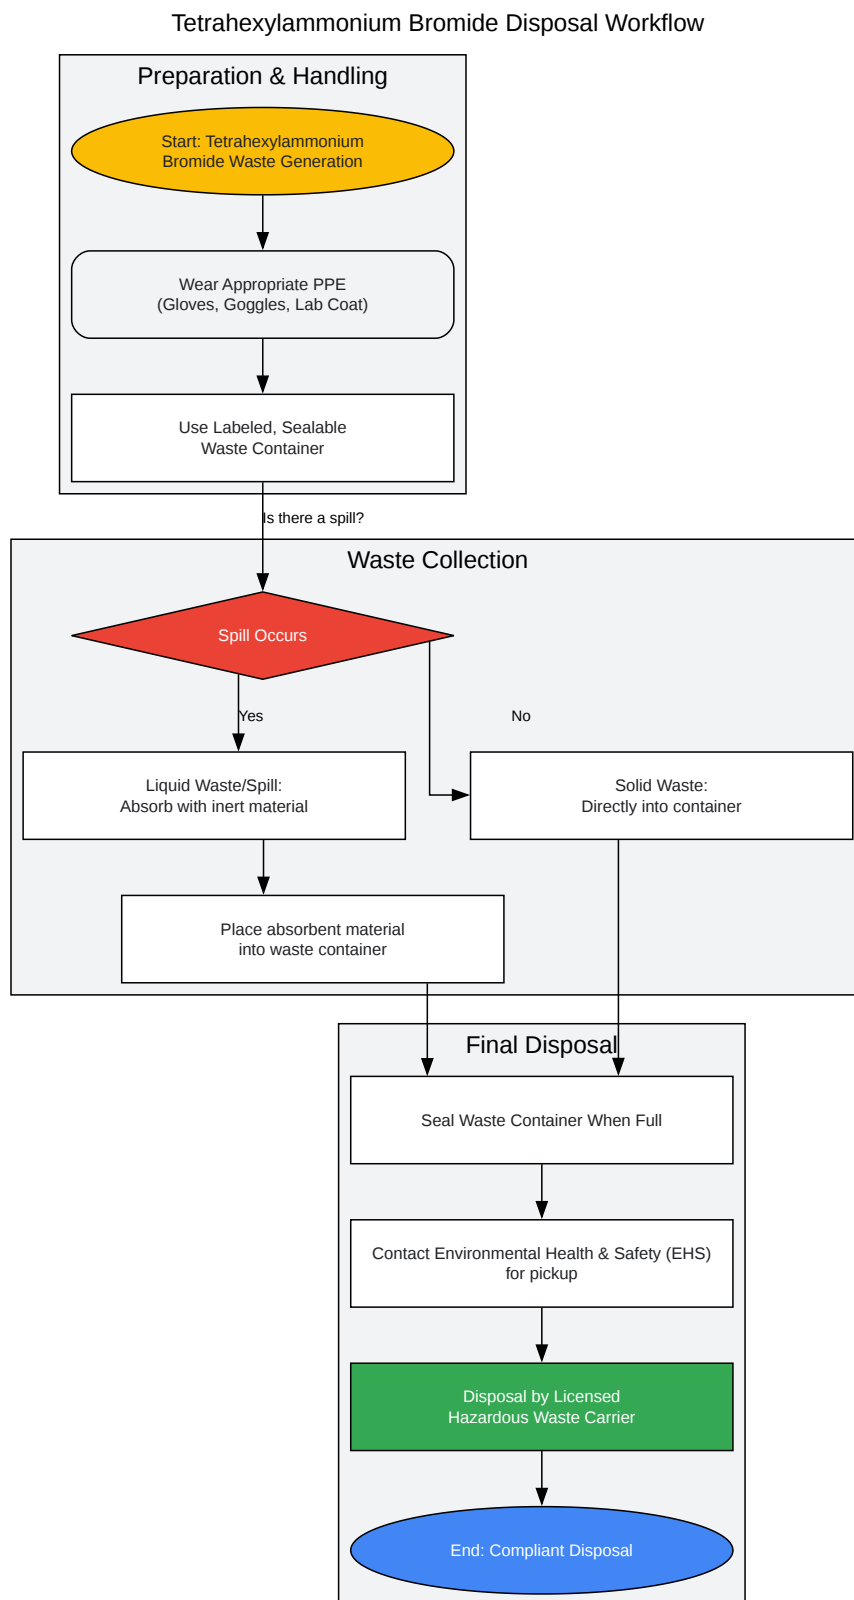 Tetrahexylammonium Bromide Disposal Workflow
Preparation & Handling
Start: Tetrahexylammonium
Bromide Waste Generation
Wear Appropriate PPE
(Gloves, Goggles, Lab Coat)
Use Labeled, Sealable
Waste Container
Is there a spill?
Waste Collection
Spill Occurs
Yes
No
Liquid Waste/Spill:
Absorb with inert material
Solid Waste:
Directly into container
Place absorbent material
into waste container
Final Disposal
Seal Waste Container When Full
Contact Environmental Health & Safety (EHS)
for pickup
Disposal by Licensed
Hazardous Waste Carrier
End: Compliant Disposal